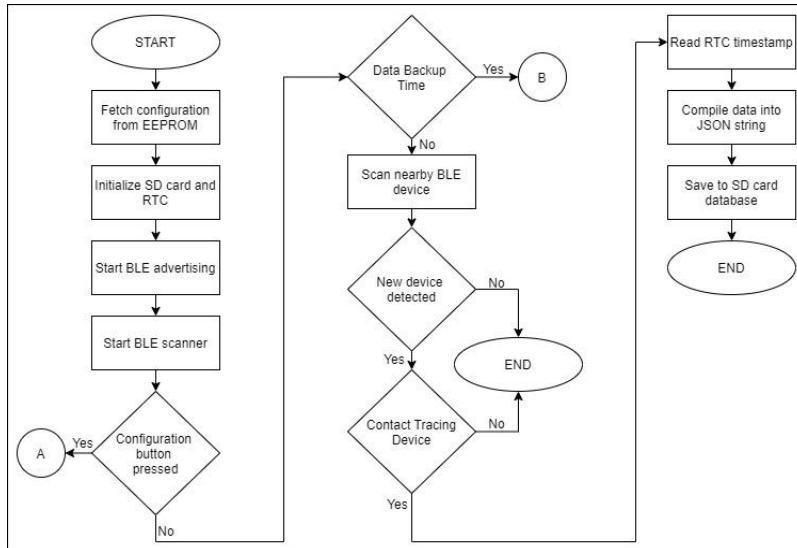 START
Fetch configuration
from EEPROM
Initialize SD card and
RTC
Start BLE advertising
Start BLE scanner
Configuration
button
pressed
Yes
A
No
Data Backup
Time
Yes
B
No
Scan nearby BLE
device
New device
detected
No
Yes
END
Contact Tracing
Device
No
Yes
Read RTC timestamp
Compile data into
JSON string
Save to SD card
database
END